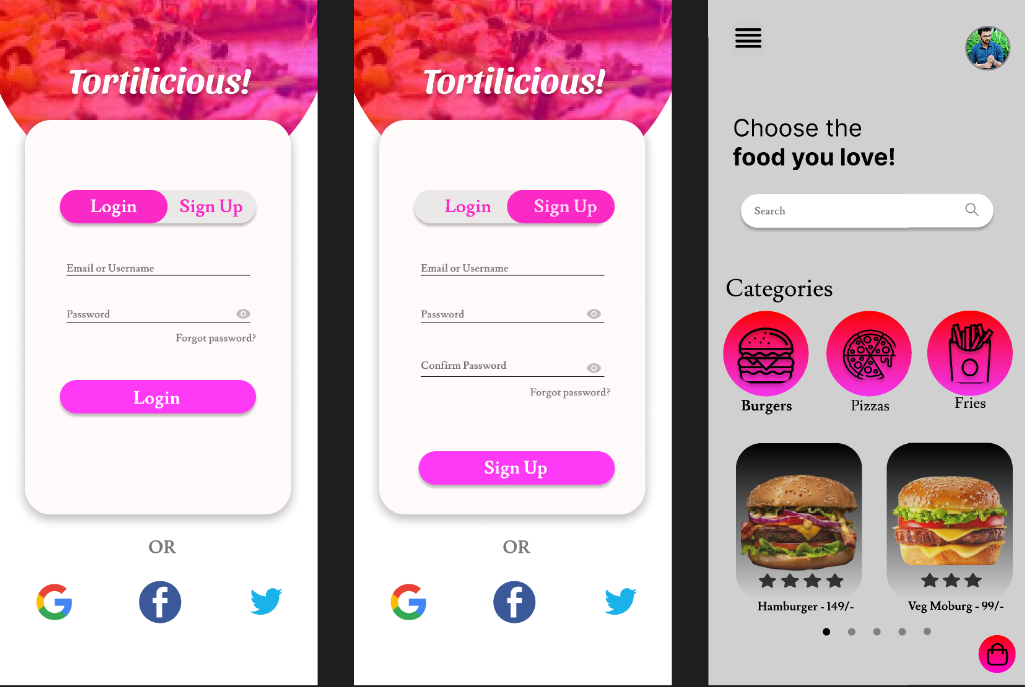 Tortilicious!
Login Sign Up
Email or Username
Password
Forgot password?
Login
OR
Tortilicious!
Login Sign Up
Email or Username
Password
Confirm Password
Forgot password?
Sign Up
OR
Choose the
food you love!
Search
Categories
Burgers Pizzas Fries
Hamburger - 149/- Veg Moburg - 99/-